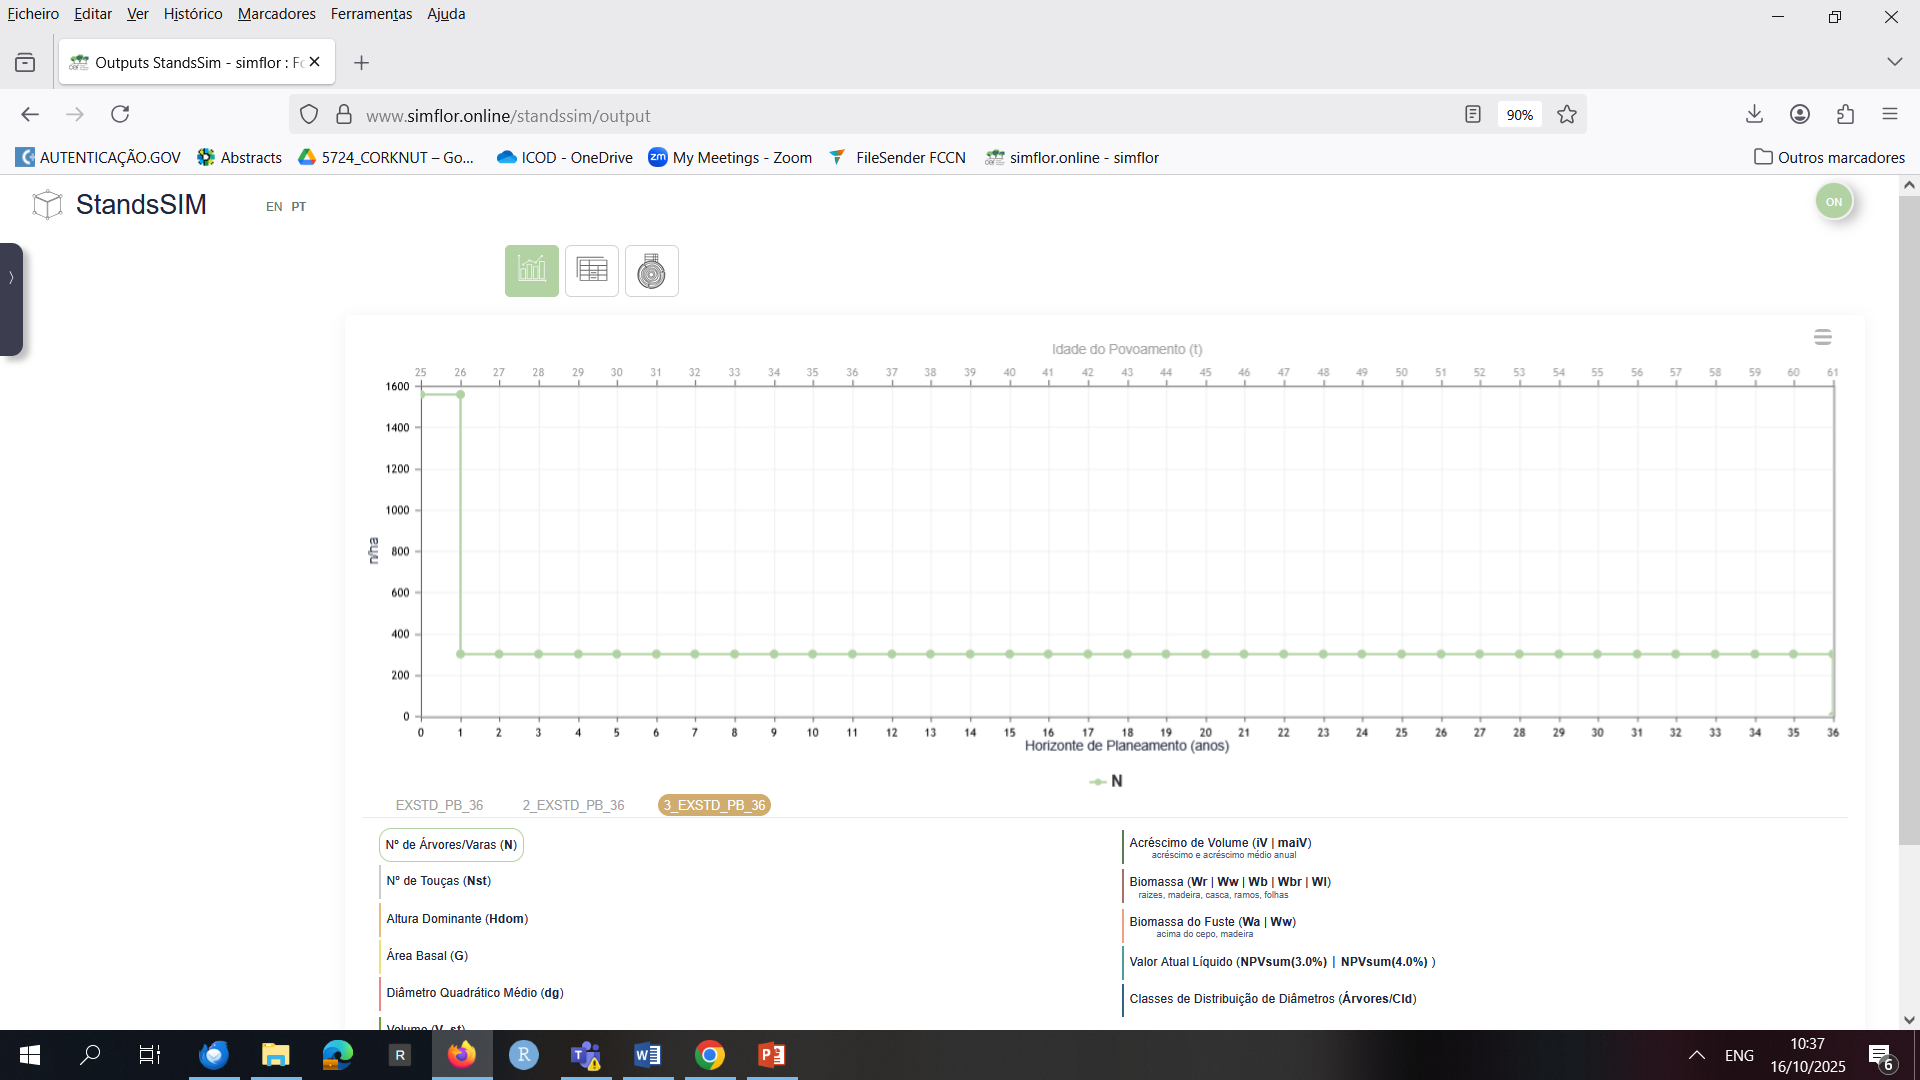 Ficheiro Editar Ver Histórico Marcadores Ferramentas Ajuda
Outputs StandsSim - simflor : Fo
www.simflor.online/standssim/output
90%
AUTENTICAÇÃO.GOV Abstracts 5724_CORKNUT – Go... ICOD - OneDrive zm My Meetings - Zoom FileSender FCCN simflor.online - simflor Outros marcadores
StandsSIM EN PT
ON
Idade do Povoamento (t)
25 26 27 28 29 30 31 32 33 34 35 36 37 38 39 40 41 42 43 44 45 46 47 48 49 50 51 52 53 54 55 56 57 58 59 60 61
1600
1400
1200
1000
n/ha
800
600
400
200
0
0 1 2 3 4 5 6 7 8 9 10 11 12 13 14 15 16 17 18 19 20 21 22 23 24 25 26 27 28 29 30 31 32 33 34 35 36
Horizonte de Planeamento (anos)
N
EXSTD_PB_36 2_EXSTD_PB_36 3_EXSTD_PB_36
Nº de Árvores/Varas (N)
Nº de Touças (Nst)
Altura Dominante (Hdom)
Área Basal (G)
Diâmetro Quadrático Médio (dg)
Volume (V, st)
Acréscimo de Volume (iV | maiV)
acréscimo e acréscimo médio anual
Biomassa (Wr | Ww | Wb | Wbr | Wl)
raizes, madeira, casca, ramos, folhas
Biomassa do Fuste (Wa | Ww)
acima do cepo, madeira
Valor Atual Líquido (NPVsum(3.0%) | NPVsum(4.0%) )
Classes de Distribuição de Diâmetros (Árvores/Cld)
R
R
ENG
10:37
16/10/2025
6